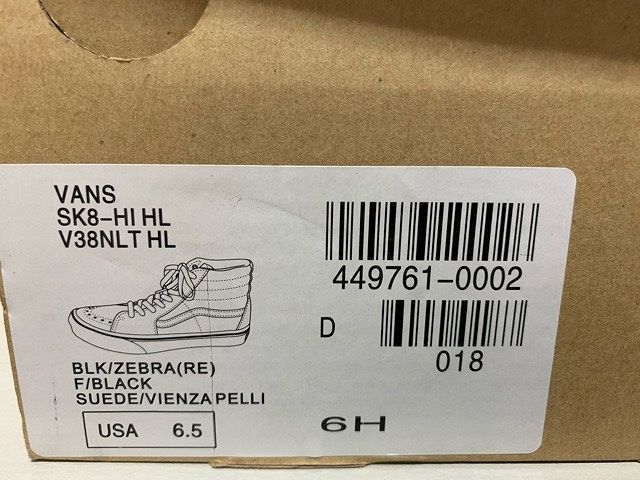 VANS
SK8-HI HL
V38NLT HL
449761-0002
D
018
BLK/ZEBRA(RE)
F/BLACK
SUEDE/VIENZA PELLI
USA 6.5
6H